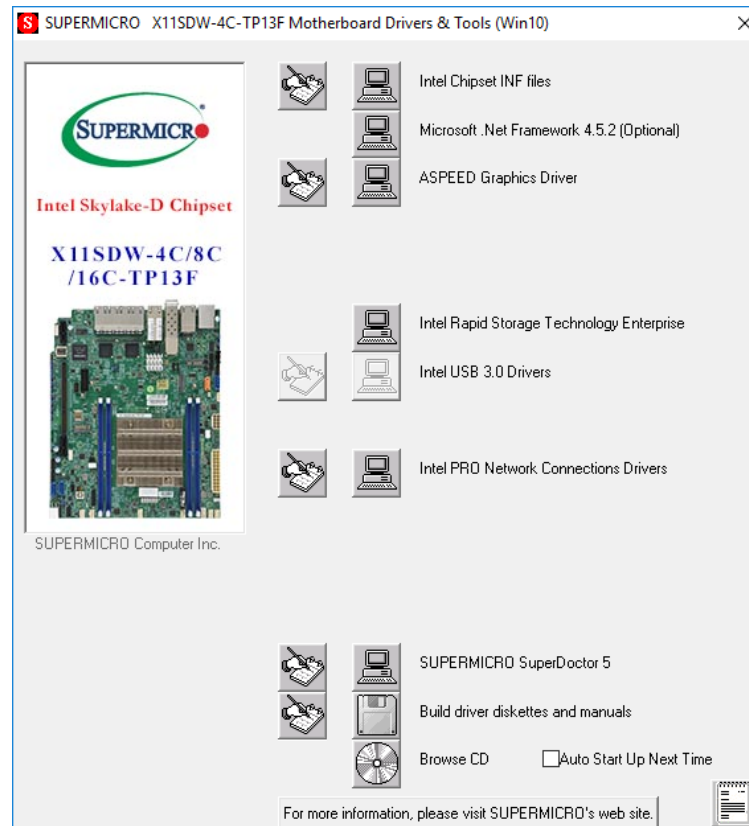 S SUPERMICRO X11SDW-4C-TP13F Motherboard Drivers & Tools (Win10)
SUPERMICR
Intel Skylake-D Chipset
X11SDW-4C/8C
/16C-TP13F
SUPERMICRO Computer Inc.
Intel Chipset INF files
Microsoft .Net Framework 4.5.2 (Optional)
ASPEED Graphics Driver
Intel Rapid Storage Technology Enterprise
Intel USB 3.0 Drivers
Intel PRO Network Connections Drivers
SUPERMICRO SuperDoctor 5
Build driver diskettes and manuals
Browse CD Auto Start Up Next Time
For more information, please visit SUPERMICRO's web site.